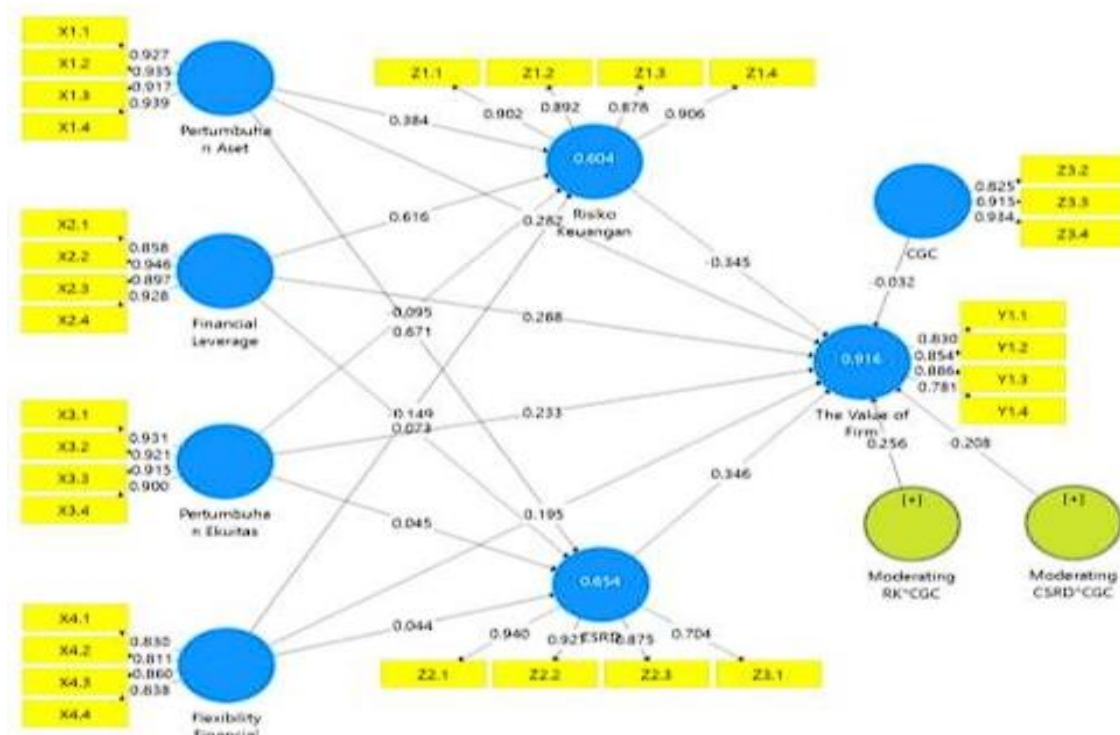 X1.1
X1.2
X1.3
X1.4
0.927
0.935
0.917
0.939
Pertumbuha
n Aset
X2.1
X2.2
X2.3
X2.4
0.858
0.946
0.897
0.928
Financial
Leverage
X3.1
X3.2
X3.3
X3.4
0.931
0.921
0.915
0.900
Pertumbuha
n Ekuitas
X4.1
X4.2
X4.3
X4.4
0.830
0.811
0.860
0.838
Flexibility
Financial
Z1.1
Z1.2
Z1.3
Z1.4
0.902
0.892
0.878
0.906
0.604
Risiko
Keuangan
0.384
0.616
0.282
0.095
0.671
0.288
0.149
0.073
0.233
0.045
0.195
0.044
-0.345
0.346
0.654
CSRD
0.940
0.875
0.704
Z2.1
Z2.2
Z2.3
Z3.1
CGC
0.825
0.915
0.934
Z3.2
Z3.3
Z3.4
-0.032
0.916
The Value of
Firm
0.830
0.854
0.886
0.781
Y1.1
Y1.2
Y1.3
Y1.4
0.256
0.208
[+]
Moderating
RK*CGC
[+]
Moderating
CSRD*CGC